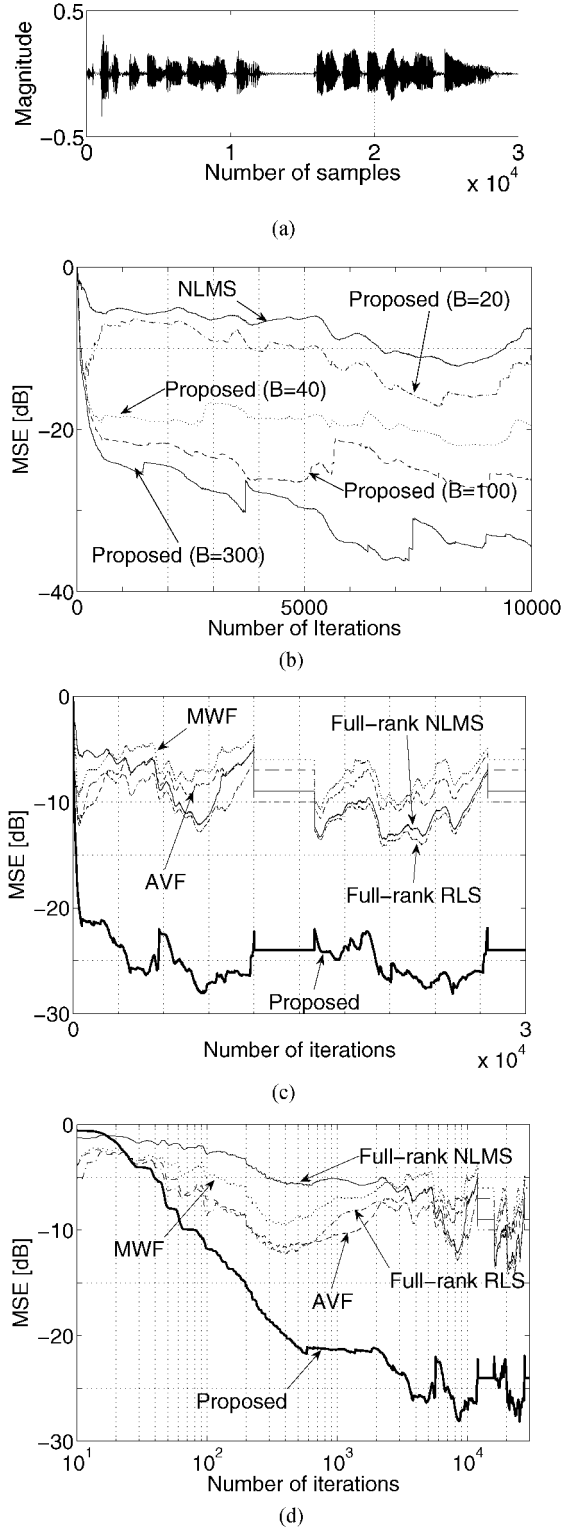 0.5
Magnitude
−0.5
0 1 2 3
Number of samples
x 10^4
(a)
0
NLMS
Proposed (B=20)
−10
Proposed (B=40)
MSE [dB]
−20
Proposed (B=100)
−30
Proposed (B=300)
−40
0 5000 10000
Number of Iterations
(b)
0
MWF
Full−rank NLMS
−10
MSE [dB]
AVF
Full−rank RLS
−20
Proposed
−30
0 3
Number of iterations
x 10^4
(c)
0
Full−rank NLMS
MSE [dB]
−10
MWF
Full−rank RLS
AVF
−20
Proposed
−30
10^1 10^2 10^3 10^4
Number of iterations
(d)